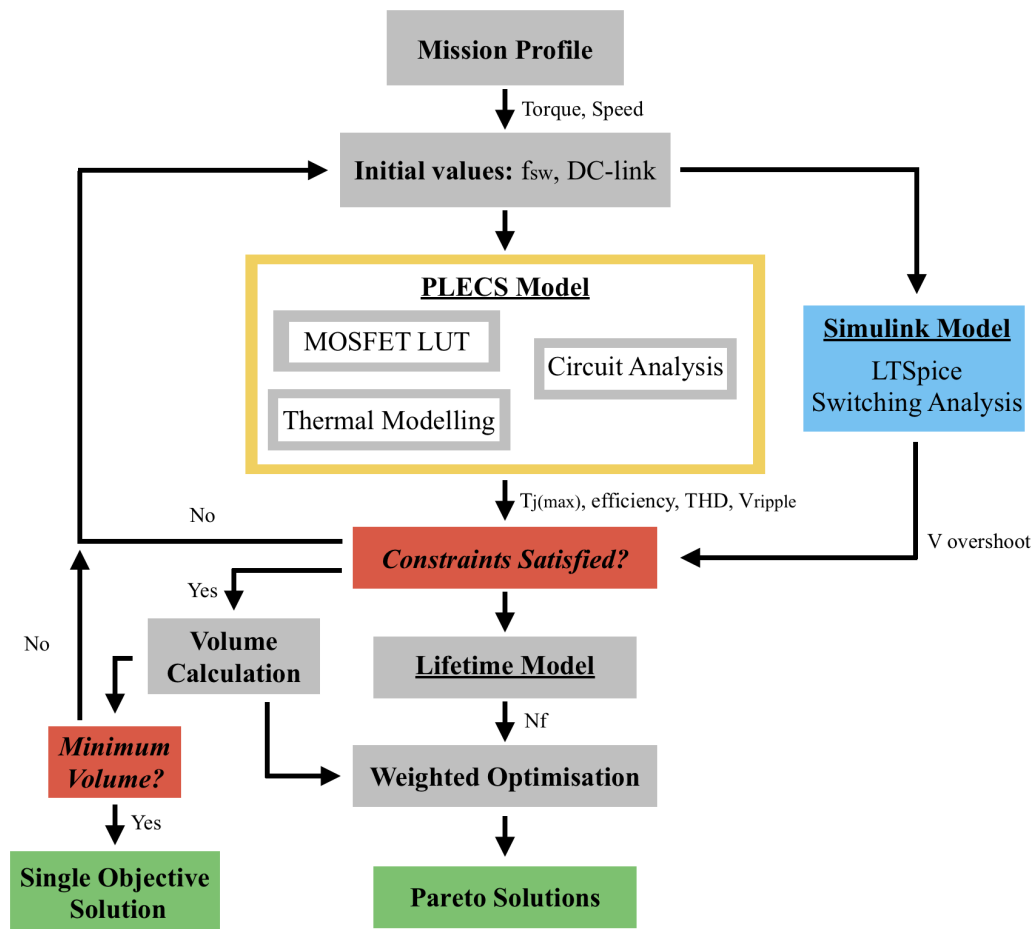 Mission Profile
Torque, Speed
Initial values: fsw, DC-link
PLECS Model
MOSFET LUT
Circuit Analysis
Thermal Modelling
Simulink Model
LTSpice
Switching Analysis
Tj(max), efficiency, THD, Vripple
No
V overshoot
Constraints Satisfied?
Yes
No
Volume
Calculation
Lifetime Model
Nf
Minimum
Volume?
Weighted Optimisation
Yes
Single Objective
Solution
Pareto Solutions